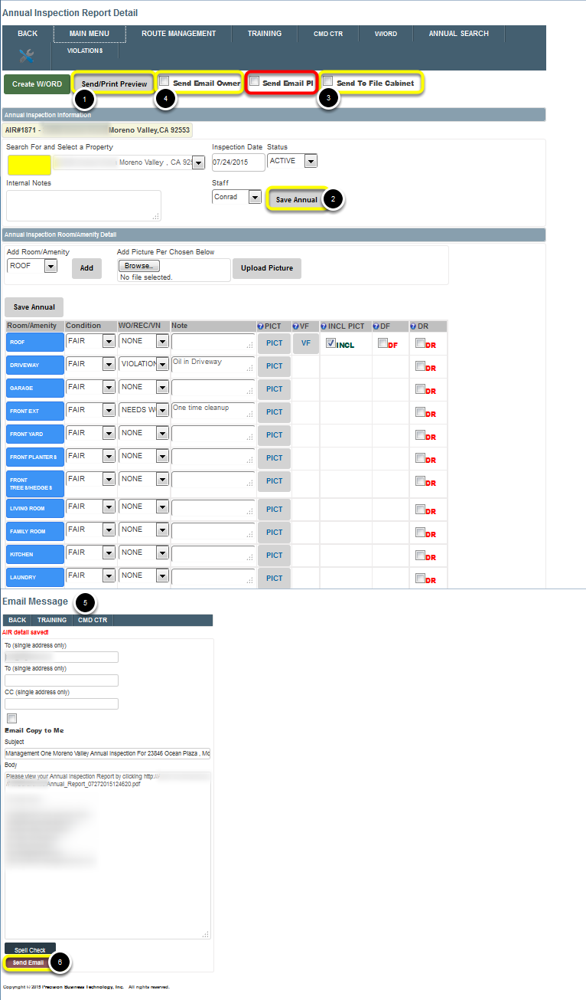 Annual Inspection Report Detail
BACK MAIN MENU ROUTE MANAGEMENT TRAINING CMD CTR W/ORD ANNUAL SEARCH
VIOLATIONS
Create W/ORD Send/Print Preview Send Email Owner Send Email PI Send To File Cabinet
1 4 3
Annual Inspection Information
AIR#1871 - Moreno Valley,CA 92553
Search For and Select a Property Inspection Date Status
Moreno Valley , CA 925 07/24/2015 ACTIVE
Internal Notes Staff
Conrad Save Annual 2
Annual Inspection Room/Amenity Detail
Add Room/Amenity Add Picture Per Chosen Below
ROOF Add Browse... Upload Picture
No file selected.
Save Annual
Room/Amenity Condition WO/REC/VN Note ? PICT ? VF ? INCL PICT ? DF ? DR
ROOF FAIR NONE PICT VF INCL DF DR
DRIVEWAY FAIR VIOLATION Oil in Driveway PICT DR
GARAGE FAIR NONE PICT DR
FRONT EXT FAIR NEEDS WO One time cleanup PICT DR
FRONT YARD FAIR NONE PICT DR
FRONT PLANTERS FAIR NONE PICT DR
FRONT TREES/HEDGES FAIR NONE PICT DR
LIVING ROOM FAIR NONE PICT DR
FAMILY ROOM FAIR NONE PICT DR
KITCHEN FAIR NONE PICT DR
LAUNDRY FAIR NONE PICT DR
Email Message 5
BACK TRAINING CMD CTR
AIR detail saved!
To (single address only)
To (single address only)
CC (single address only)
Email Copy to Me
Subject
Management One Moreno Valley Annual Inspection For 23846 Ocean Plaza , Mo
Body
Please view your Annual Inspection Report by clicking http://
Annual_Report_07272015124620.pdf
Spell Check
Send Email 6
Copyright © 2015 Precision Business Technology, Inc. All rights reserved.